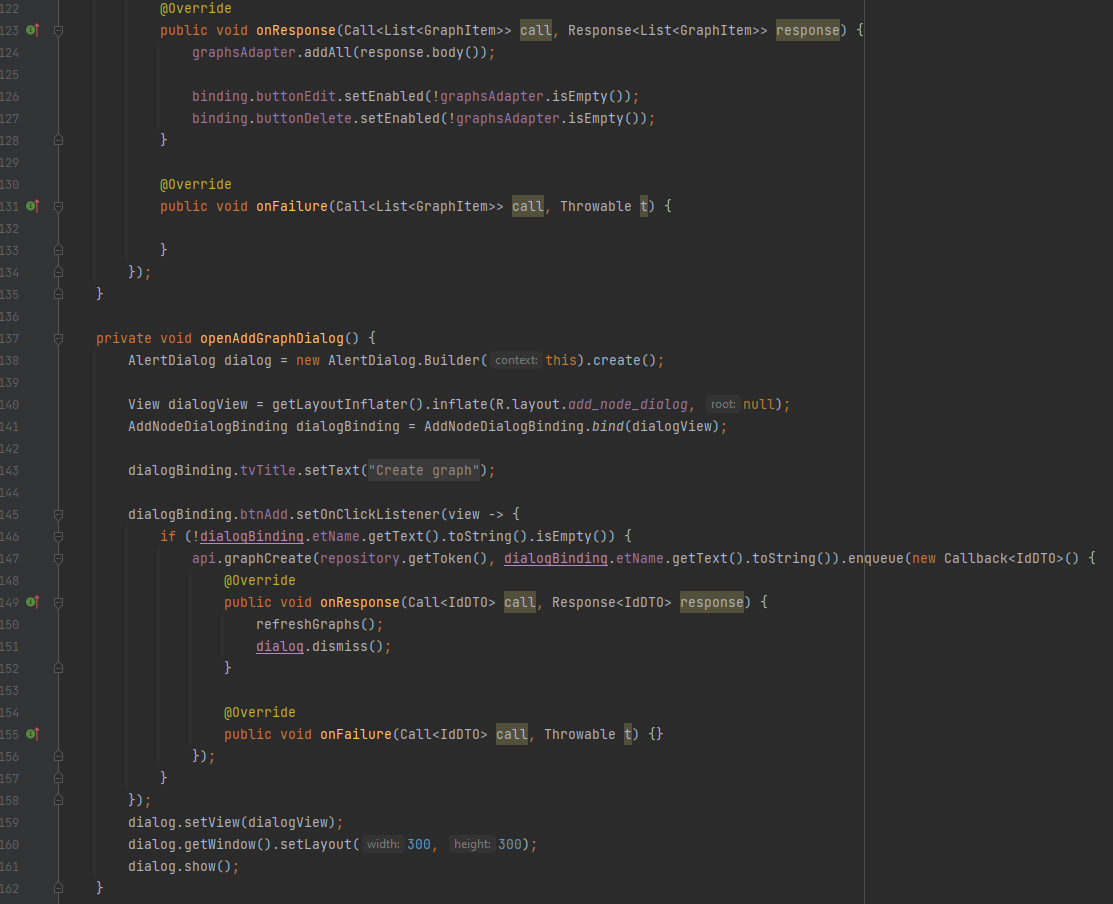 122 @Override
123 public void onResponse(Call<List<GraphItem>> call, Response<List<GraphItem>> response) {
124 graphsAdapter.addAll(response.body());
125
126 binding.buttonEdit.setEnabled(!graphsAdapter.isEmpty());
127 binding.buttonDelete.setEnabled(!graphsAdapter.isEmpty());
128 }
129
130 @Override
131 public void onFailure(Call<List<GraphItem>> call, Throwable t) {
132
133 }
134 });
135 }
136
137 private void openAddGraphDialog() {
138 AlertDialog dialog = new AlertDialog.Builder( context: this).create();
139
140 View dialogView = getLayoutInflater().inflate(R.layout.add_node_dialog, root: null);
141 AddNodeDialogBinding dialogBinding = AddNodeDialogBinding.bind(dialogView);
142
143 dialogBinding.tvTitle.setText("Create graph");
144
145 dialogBinding.btnAdd.setOnClickListener(view -> {
146 if (!dialogBinding.etName.getText().toString().isEmpty()) {
147 api.graphCreate(repository.getToken(), dialogBinding.etName.getText().toString()).enqueue(new Callback<IdDTO>() {
148 @Override
149 public void onResponse(Call<IdDTO> call, Response<IdDTO> response) {
150 refreshGraphs();
151 dialog.dismiss();
152 }
153
154 @Override
155 public void onFailure(Call<IdDTO> call, Throwable t) {}
156 });
157 }
158 });
159 dialog.setView(dialogView);
160 dialog.getWindow().setLayout( width: 300, height: 300);
161 dialog.show();
162 }